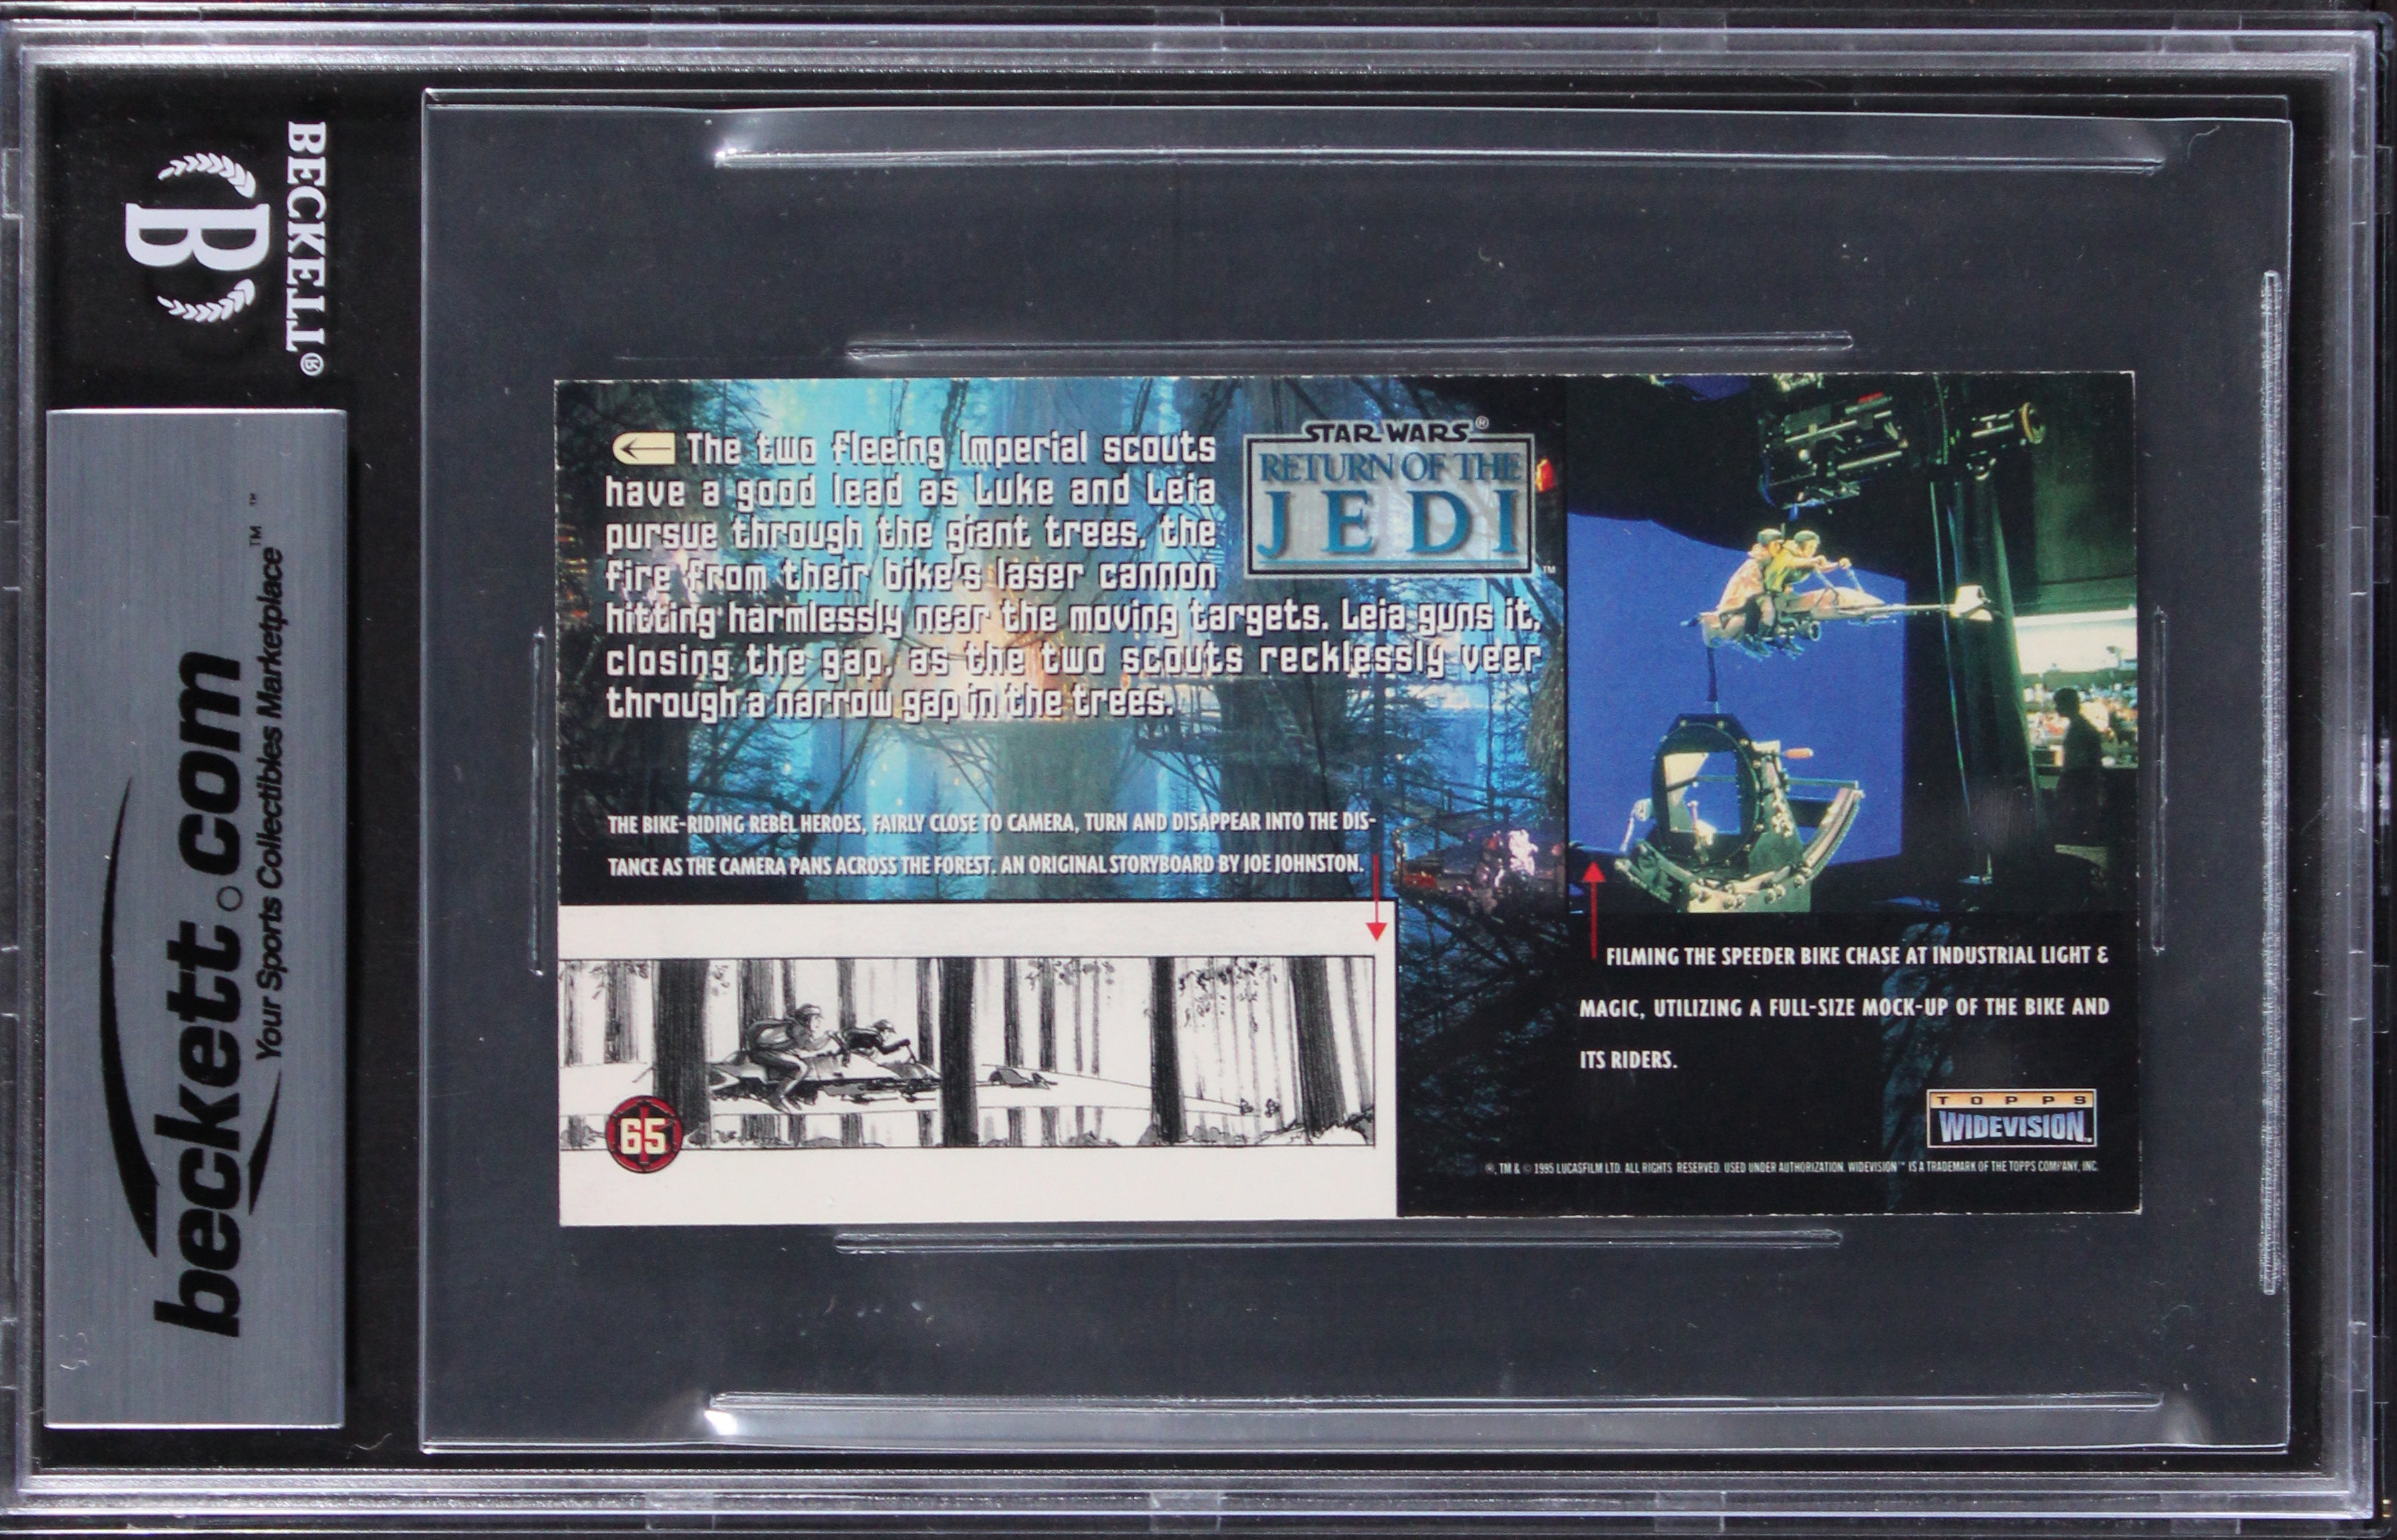 BECKETT®
B
beckett.com™
Your Sports Collectibles Marketplace™
The two fleeing Imperial scouts
have a good lead as Luke and Leia
pursue through the giant trees, the
fire from their bike's laser cannon
hitting harmlessly near the moving targets. Leia guns it,
closing the gap, as the two scouts recklessly veer
through a narrow gap in the trees.
STAR WARS®
RETURN OF THE
JEDI™
THE BIKE-RIDING REBEL HEROES, FAIRLY CLOSE TO CAMERA, TURN AND DISAPPEAR INTO THE DIS-
TANCE AS THE CAMERA PANS ACROSS THE FOREST. AN ORIGINAL STORYBOARD BY JOE JOHNSTON.
65
FILMING THE SPEEDER BIKE CHASE AT INDUSTRIAL LIGHT &
MAGIC, UTILIZING A FULL-SIZE MOCK-UP OF THE BIKE AND
ITS RIDERS.
TOPPS
WIDEVISION™
®, TM & © 1995 LUCASFILM LTD. ALL RIGHTS RESERVED. USED UNDER AUTHORIZATION. WIDEVISION™ IS A TRADEMARK OF THE TOPPS COMPANY, INC.